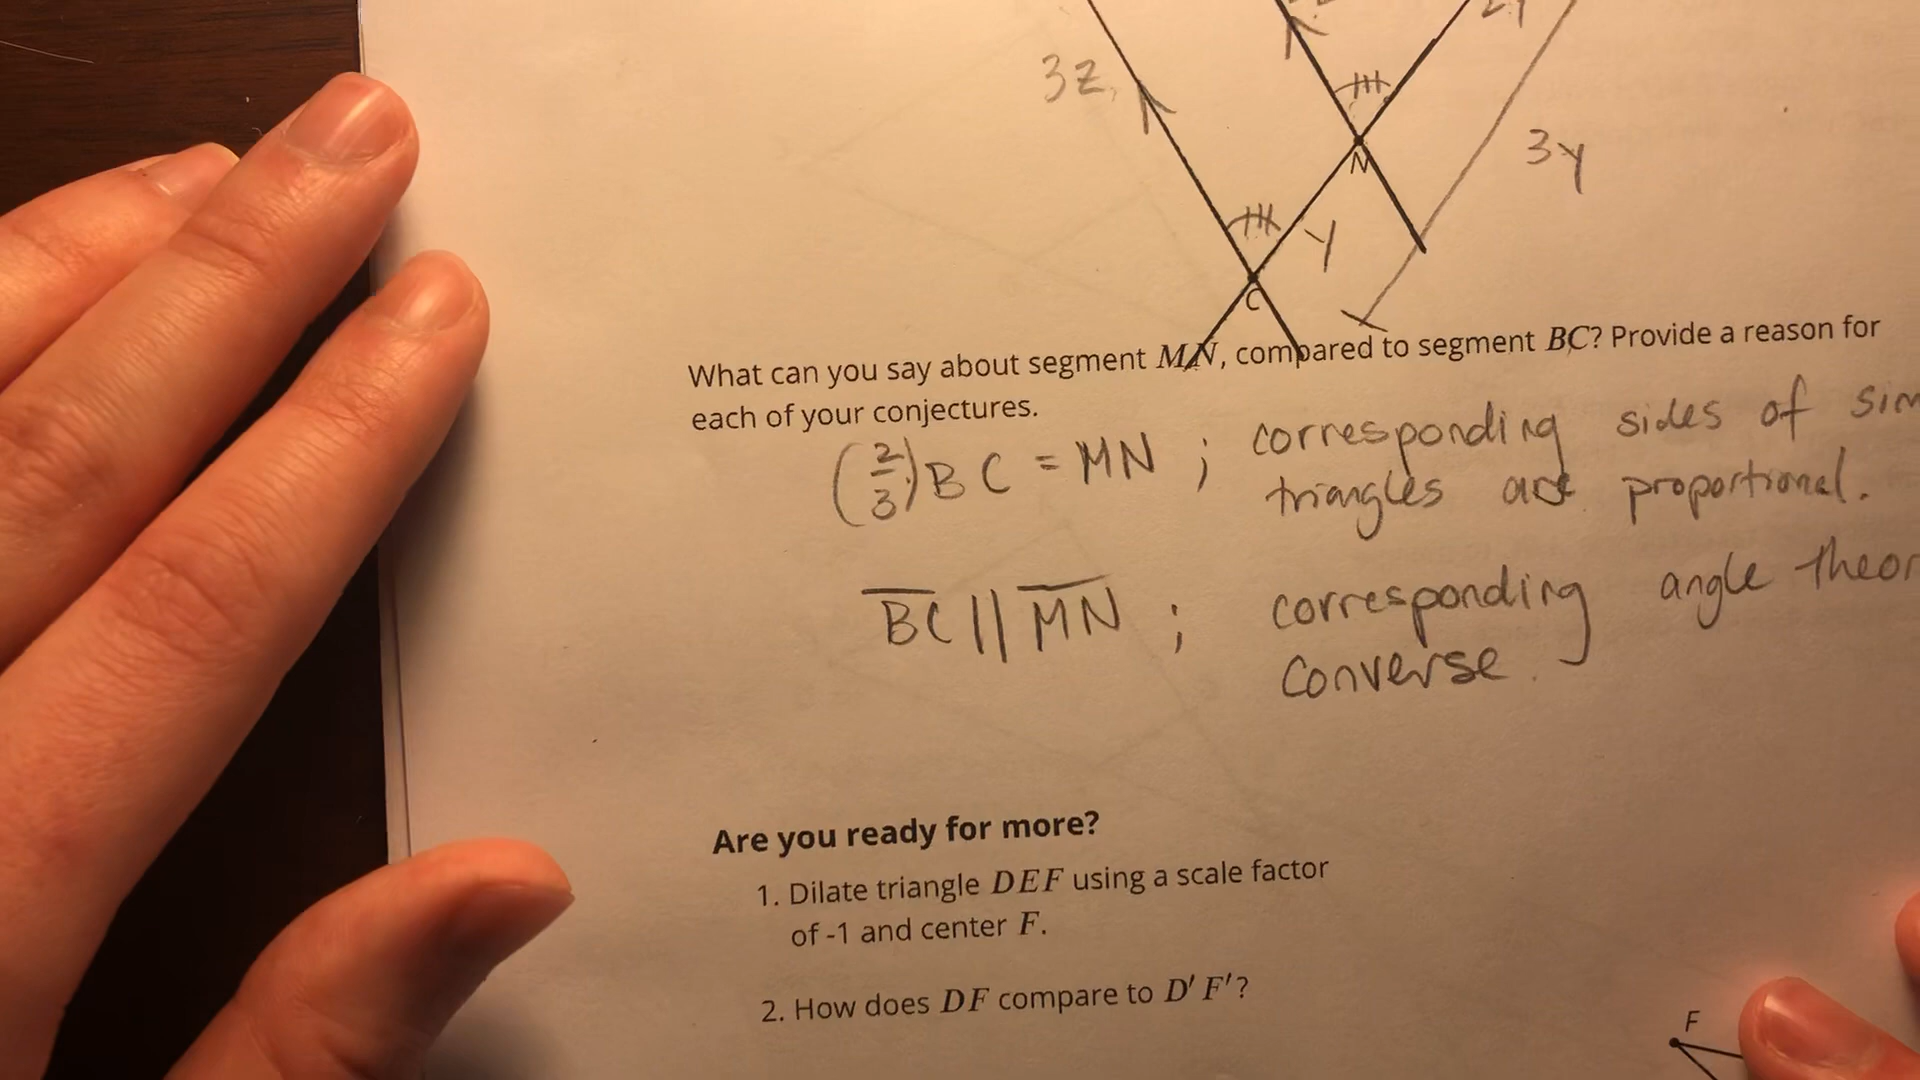 3z
N
3y
y
C
What can you say about segment MN, compared to segment BC? Provide a reason for
each of your conjectures.
(2/3)BC = MN ; corresponding sides of sim
triangles are proportional.
BC || MN ; corresponding angle theor
converse.
Are you ready for more?
1. Dilate triangle DEF using a scale factor
of -1 and center F.
2. How does DF compare to D′F′?
F